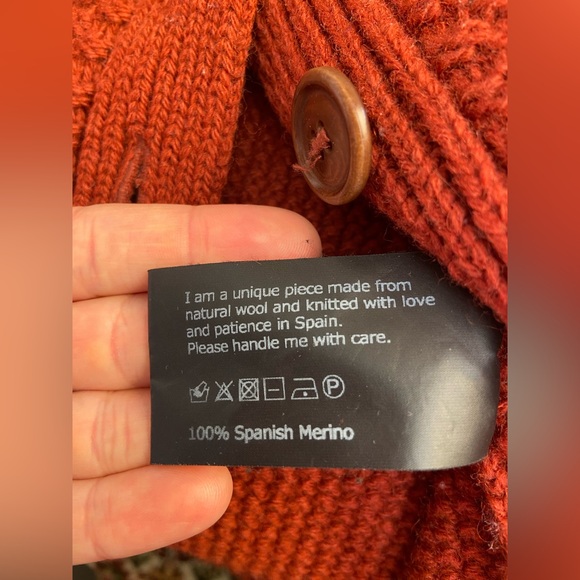 I am a unique piece made from
natural wool and knitted with love
and patience in Spain.
Please handle me with care.
P
100% Spanish Merino